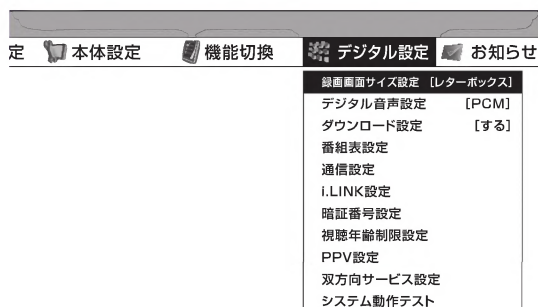 定 本体設定 機能切換 デジタル設定 お知らせ
録画画面サイズ設定 [レターボックス]
デジタル音声設定 [PCM]
ダウンロード設定 [する]
番組表設定
通信設定
i.LINK設定
暗証番号設定
視聴年齢制限設定
PPV設定
双方向サービス設定
システム動作テスト